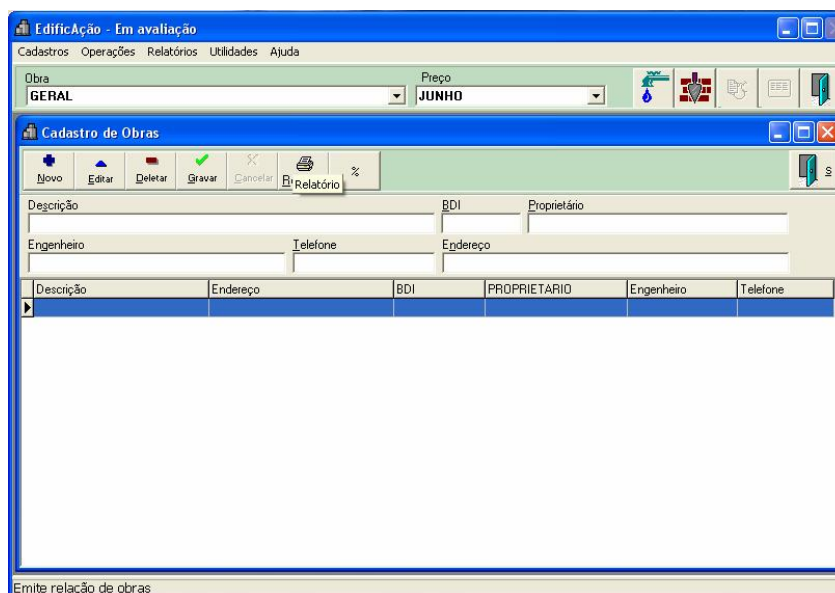 EdificAção - Em avaliação
Cadastros Operações Relatórios Utilidades Ajuda
Obra Preço
GERAL JUNHO
Cadastro de Obras
Novo Editar Deletar Gravar Cancelar % S
Relatório
Descrição BDI Proprietário
Engenheiro Telefone Endereço
Descrição Endereço BDI PROPRIETARIO Engenheiro Telefone
Emite relação de obras